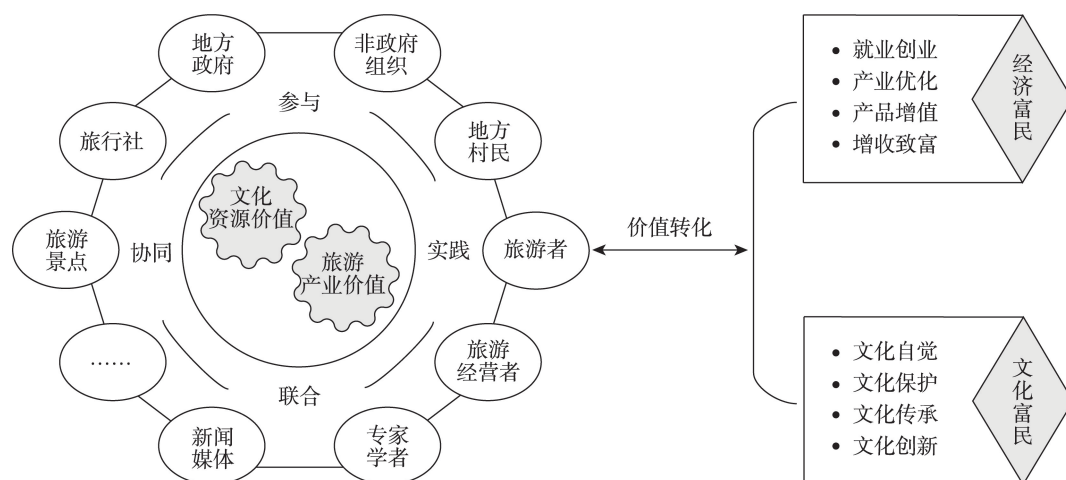 地方
政府
非政府
组织
旅行社
参与
地方
村民
文化
资源价值
旅游
景点
协同
旅游
产业价值
实践
旅游者
价值转化
……
联合
旅游
经营者
新闻
媒体
专家
学者
• 就业创业
• 产业优化
• 产品增值
• 增收致富
经济富民
• 文化自觉
• 文化保护
• 文化传承
• 文化创新
文化富民